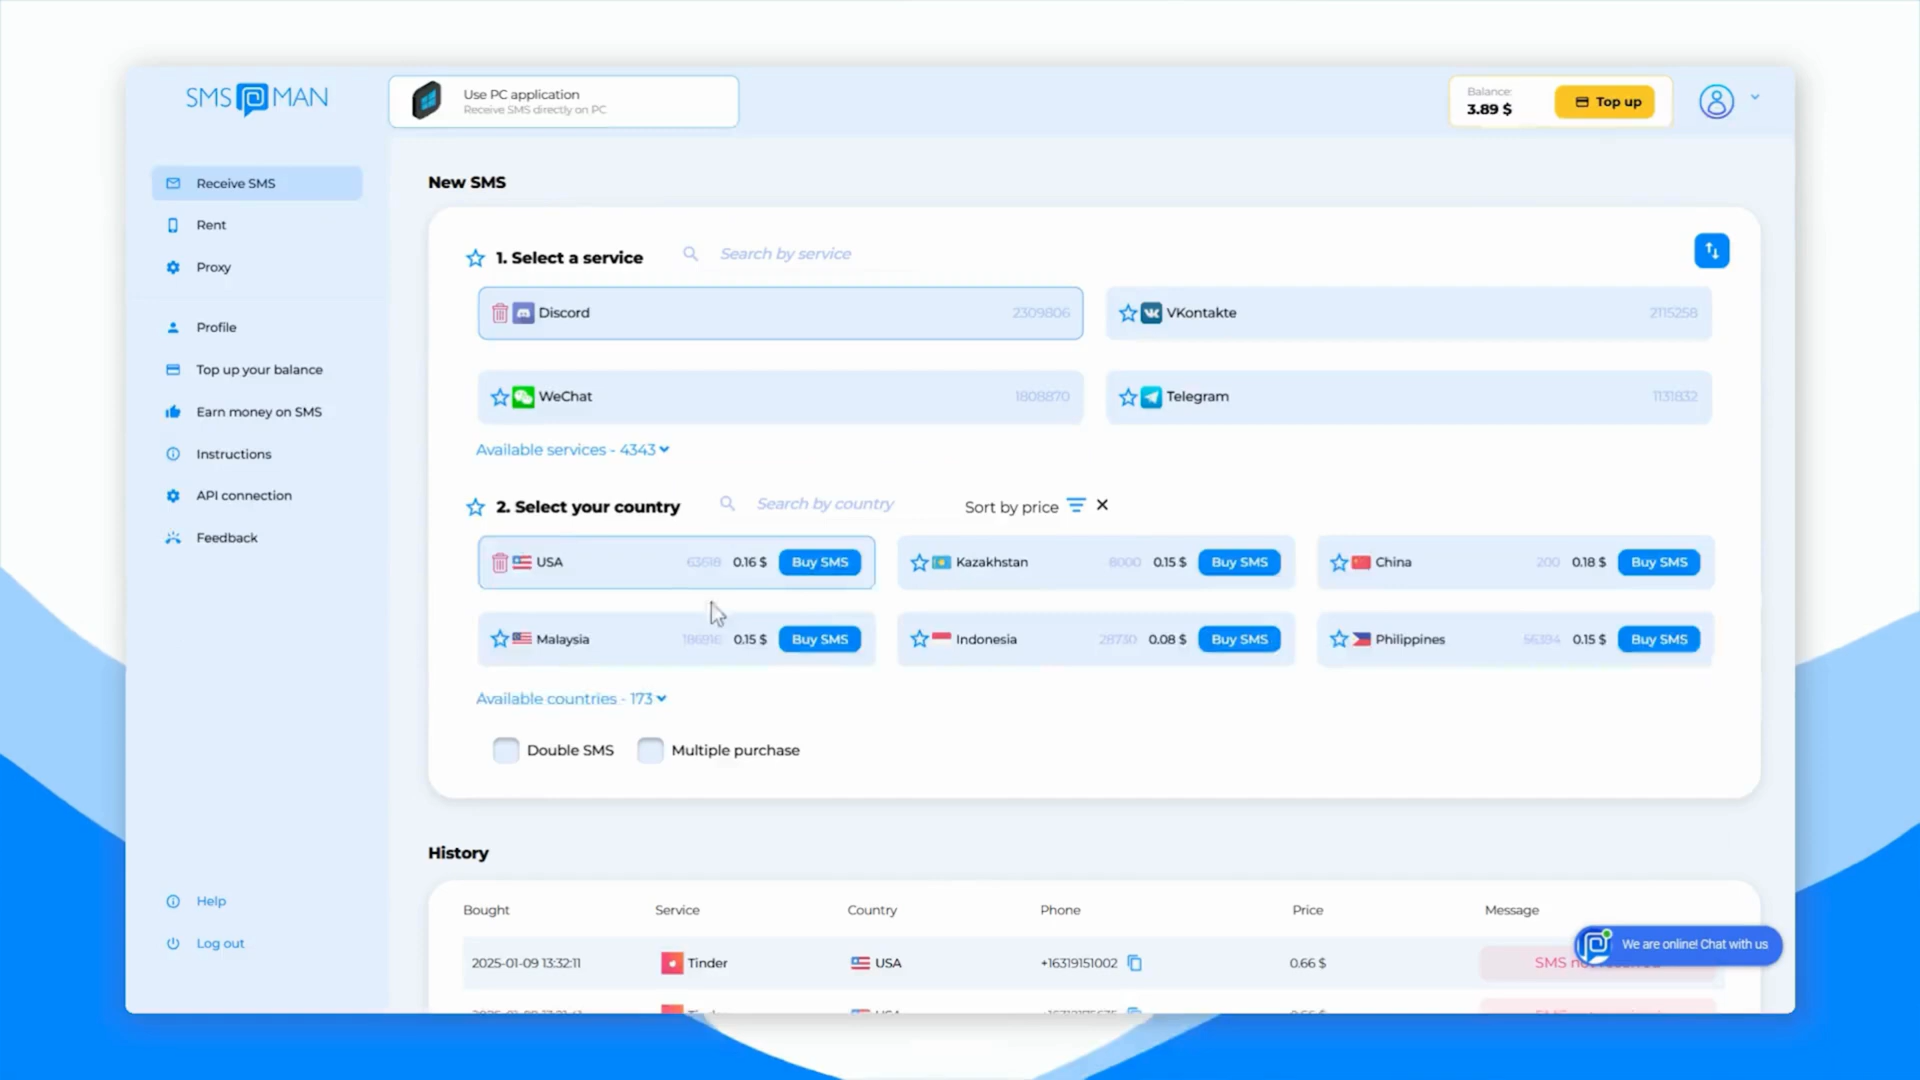 SMS MAN
Use PC application
Receive SMS directly on PC
Balance:
3.89 $
Top up
Receive SMS
Rent
Proxy
Profile
Top up your balance
Earn money on SMS
Instructions
API connection
Feedback
Help
Log out
New SMS
1. Select a service
Search by service
Discord 2309806
VKontakte 2115258
WeChat 1808870
Telegram 1131832
Available services - 4343
2. Select your country
Search by country
Sort by price
USA 63618 0.16 $ Buy SMS
Kazakhstan 8000 0.15 $ Buy SMS
China 200 0.18 $ Buy SMS
Malaysia 186916 0.15 $ Buy SMS
Indonesia 28730 0.08 $ Buy SMS
Philippines 56394 0.15 $ Buy SMS
Available countries - 173
Double SMS
Multiple purchase
History
Bought Service Country Phone Price Message
2025-01-09 13:32:11 Tinder USA +16319151002 0.66 $ SMS
We are online! Chat with us